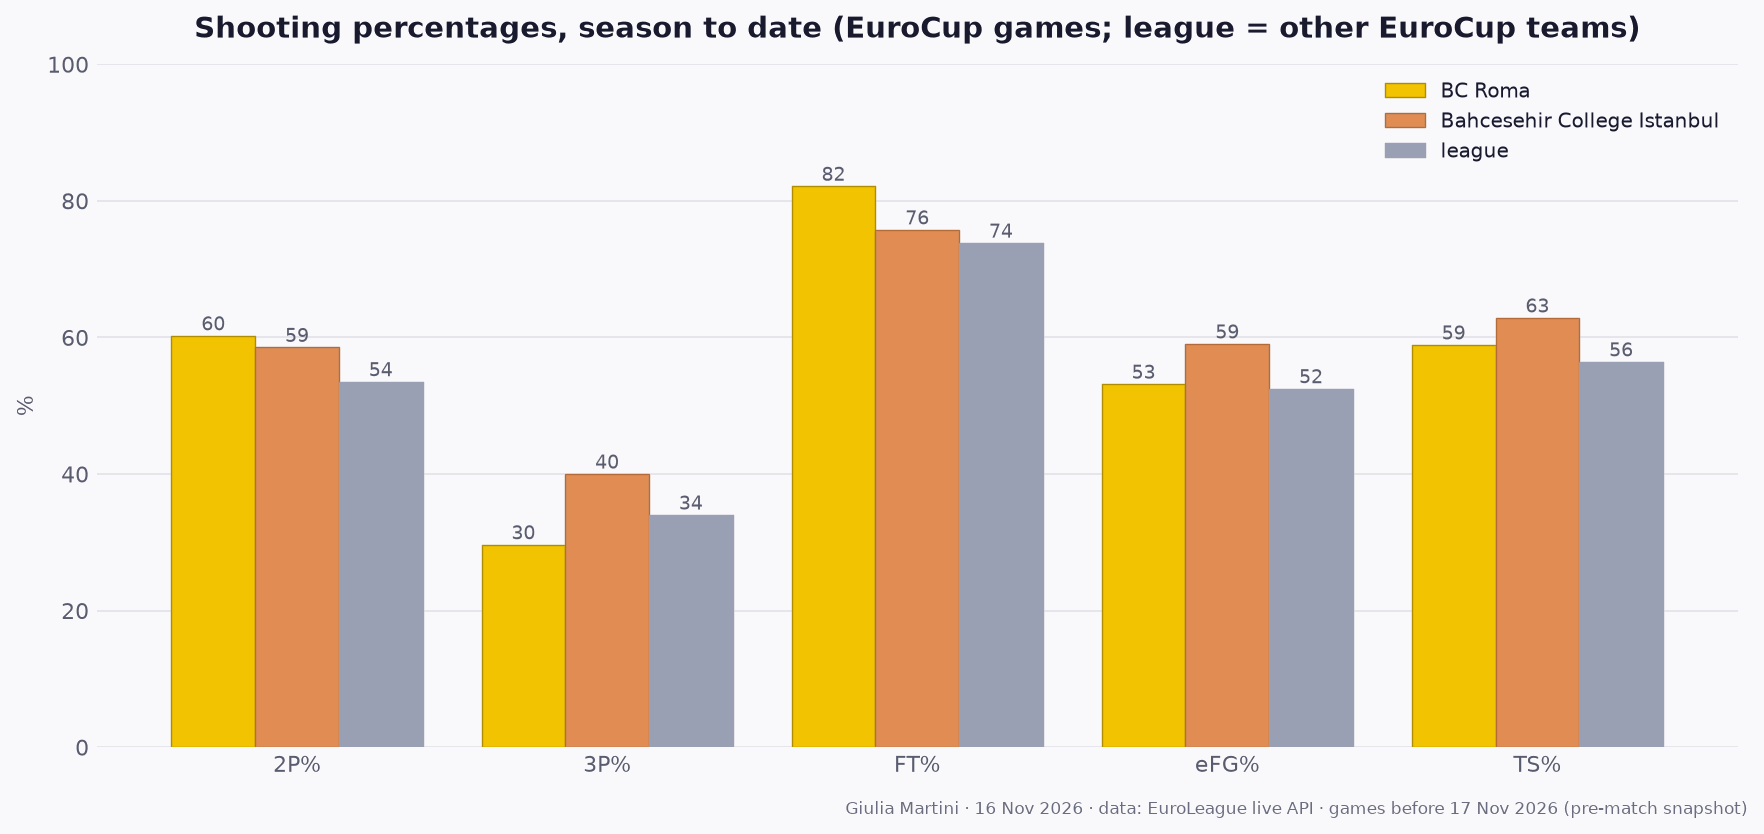 Shooting percentages, season to date (EuroCup games; league = other EuroCup teams)
BC Roma
Bahcesehir College Istanbul
league
%
100
80
60
40
20
0
60 59 54
30 40 34
82 76 74
53 59 52
59 63 56
2P% 3P% FT% eFG% TS%
Giulia Martini · 16 Nov 2026 · data: EuroLeague live API · games before 17 Nov 2026 (pre-match snapshot)